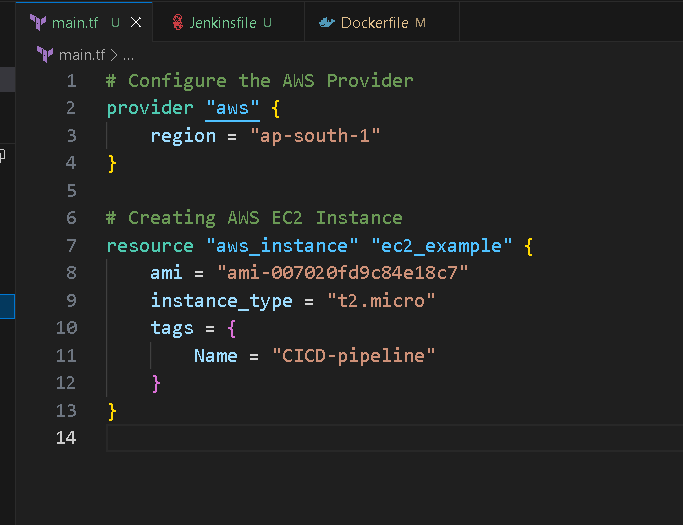 main.tf U Jenkinsfile U Dockerfile M
main.tf > ...
1 # Configure the AWS Provider
2 provider "aws" {
3     region = "ap-south-1"
4 }
5
6 # Creating AWS EC2 Instance
7 resource "aws_instance" "ec2_example" {
8     ami = "ami-007020fd9c84e18c7"
9     instance_type = "t2.micro"
10     tags = {
11         Name = "CICD-pipeline"
12     }
13 }
14